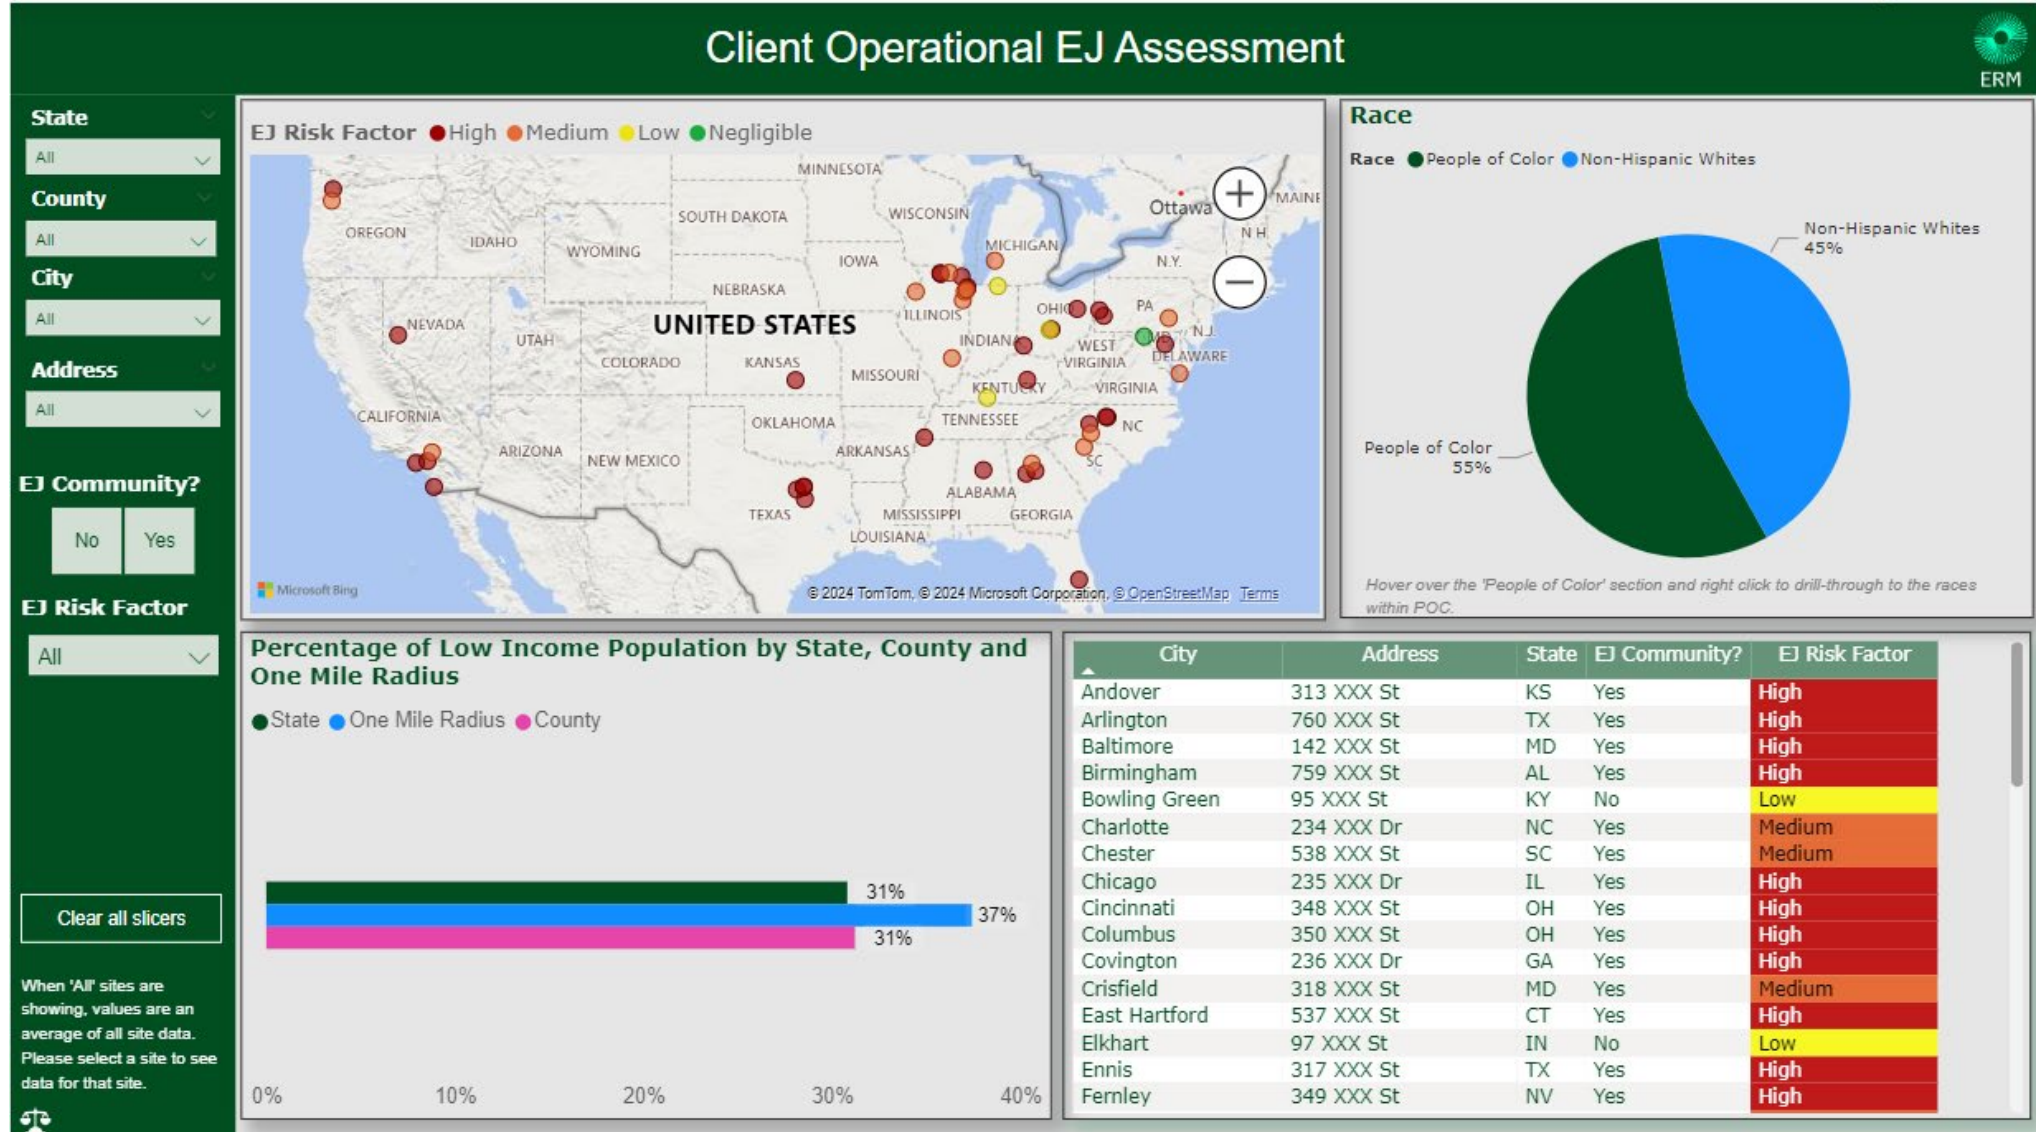 Client Operational EJ Assessment
ERM
State
All
County
All
City
All
Address
All
EJ Community?
No Yes
EJ Risk Factor
All
Clear all slicers
When 'All' sites are
showing, values are an
average of all site data.
Please select a site to see
data for that site.
EJ Risk Factor High Medium Low Negligible
MINNESOTA
Ottawa
MAINE
SOUTH DAKOTA
WISCONSIN
OREGON
IDAHO
N H
WYOMING
MICHIGAN
IOWA
N.Y.
NEBRASKA
ILLINOIS
OHIO
PA
UNITED STATES
NEVADA
UTAH
INDIANA
WEST
VIRGINIA
MD
N.J.
COLORADO
KANSAS
DELAWARE
MISSOURI
KENTUCKY
VIRGINIA
CALIFORNIA
OKLAHOMA
TENNESSEE
NC
ARIZONA
NEW MEXICO
ARKANSAS
SC
ALABAMA
TEXAS
MISSISSIPPI
GEORGIA
LOUISIANA
Microsoft Bing
© 2024 TomTom, © 2024 Microsoft Corporation, © OpenStreetMap Terms
Race
Race People of Color Non-Hispanic Whites
Non-Hispanic Whites
45%
People of Color
55%
Hover over the 'People of Color' section and right click to drill-through to the races
within POC.
Percentage of Low Income Population by State, County and
One Mile Radius
State One Mile Radius County
31%
37%
31%
0% 10% 20% 30% 40%
City Address State EJ Community? EJ Risk Factor
Andover 313 XXX St KS Yes High
Arlington 760 XXX St TX Yes High
Baltimore 142 XXX St MD Yes High
Birmingham 759 XXX St AL Yes High
Bowling Green 95 XXX St KY No Low
Charlotte 234 XXX Dr NC Yes Medium
Chester 538 XXX St SC Yes Medium
Chicago 235 XXX Dr IL Yes High
Cincinnati 348 XXX St OH Yes High
Columbus 350 XXX St OH Yes High
Covington 236 XXX Dr GA Yes High
Crisfield 318 XXX St MD Yes Medium
East Hartford 537 XXX St CT Yes High
Elkhart 97 XXX St IN No Low
Ennis 317 XXX St TX Yes High
Fernley 349 XXX St NV Yes High